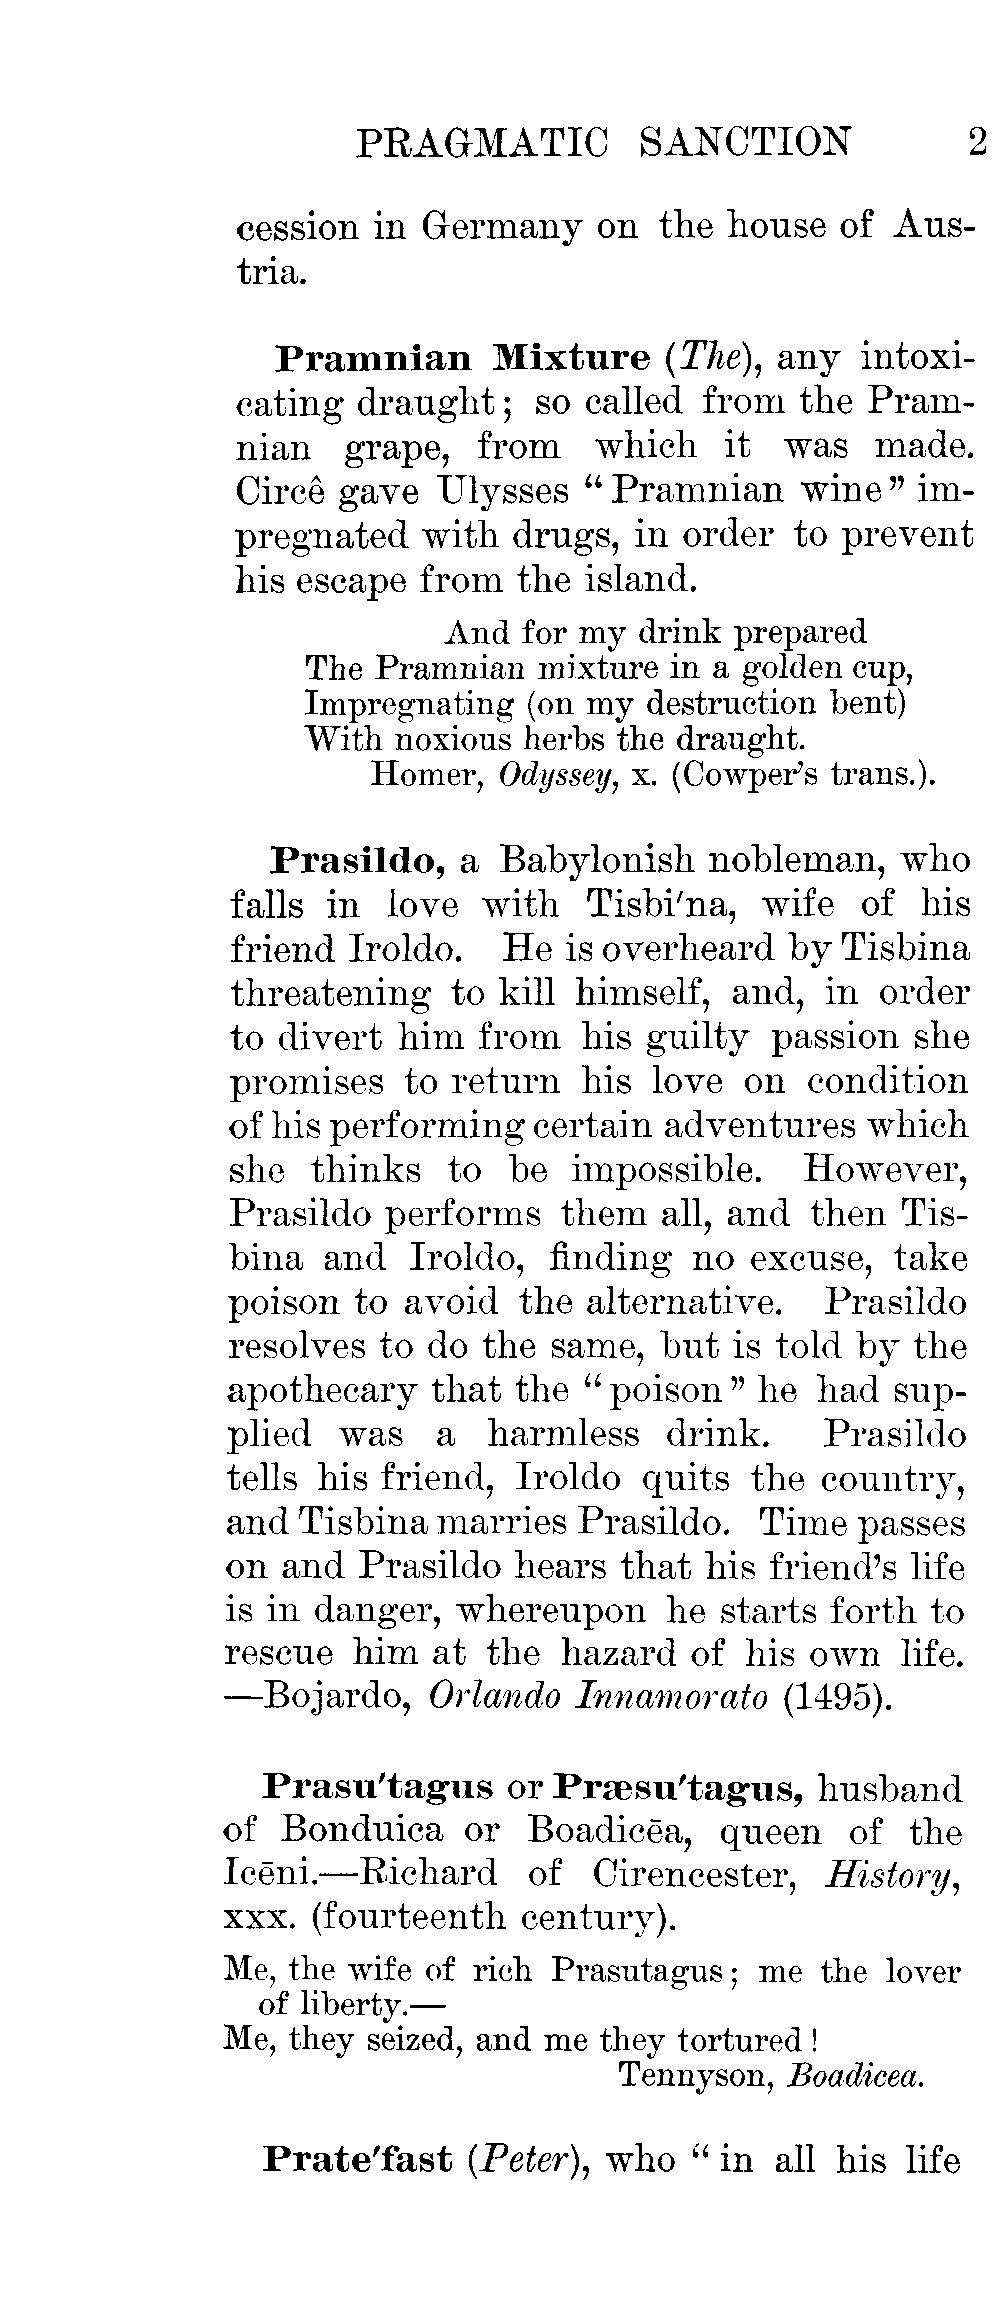 PRAGMATIC SANCTION 2
cession in Germany on the house of Aus-
tria.
Pramnian Mixture (The), any intoxi-
cating draught; so called from the Pram-
nian grape, from which it was made.
Circê gave Ulysses “Pramnian wine” im-
pregnated with drugs, in order to prevent
his escape from the island.
And for my drink prepared
The Pramnian mixture in a golden cup,
Impregnating (on my destruction bent)
With noxious herbs the draught.
Homer, Odyssey, x. (Cowper’s trans.).
Prasildo, a Babylonish nobleman, who
falls in love with Tisbi'na, wife of his
friend Iroldo. He is overheard by Tisbina
threatening to kill himself, and, in order
to divert him from his guilty passion she
promises to return his love on condition
of his performing certain adventures which
she thinks to be impossible. However,
Prasildo performs them all, and then Tis-
bina and Iroldo, finding no excuse, take
poison to avoid the alternative. Prasildo
resolves to do the same, but is told by the
apothecary that the “poison” he had sup-
plied was a harmless drink. Prasildo
tells his friend, Iroldo quits the country,
and Tisbina marries Prasildo. Time passes
on and Prasildo hears that his friend’s life
is in danger, whereupon he starts forth to
rescue him at the hazard of his own life.
—Bojardo, Orlando Innamorato (1495).
Prasu'tagus or Præsu'tagus, husband
of Bonduica or Boadicēa, queen of the
Icēni.—Richard of Cirencester, History,
xxx. (fourteenth century).
Me, the wife of rich Prasutagus; me the lover
of liberty.—
Me, they seized, and me they tortured!
Tennyson, Boadicea.
Prate'fast (Peter), who “in all his life